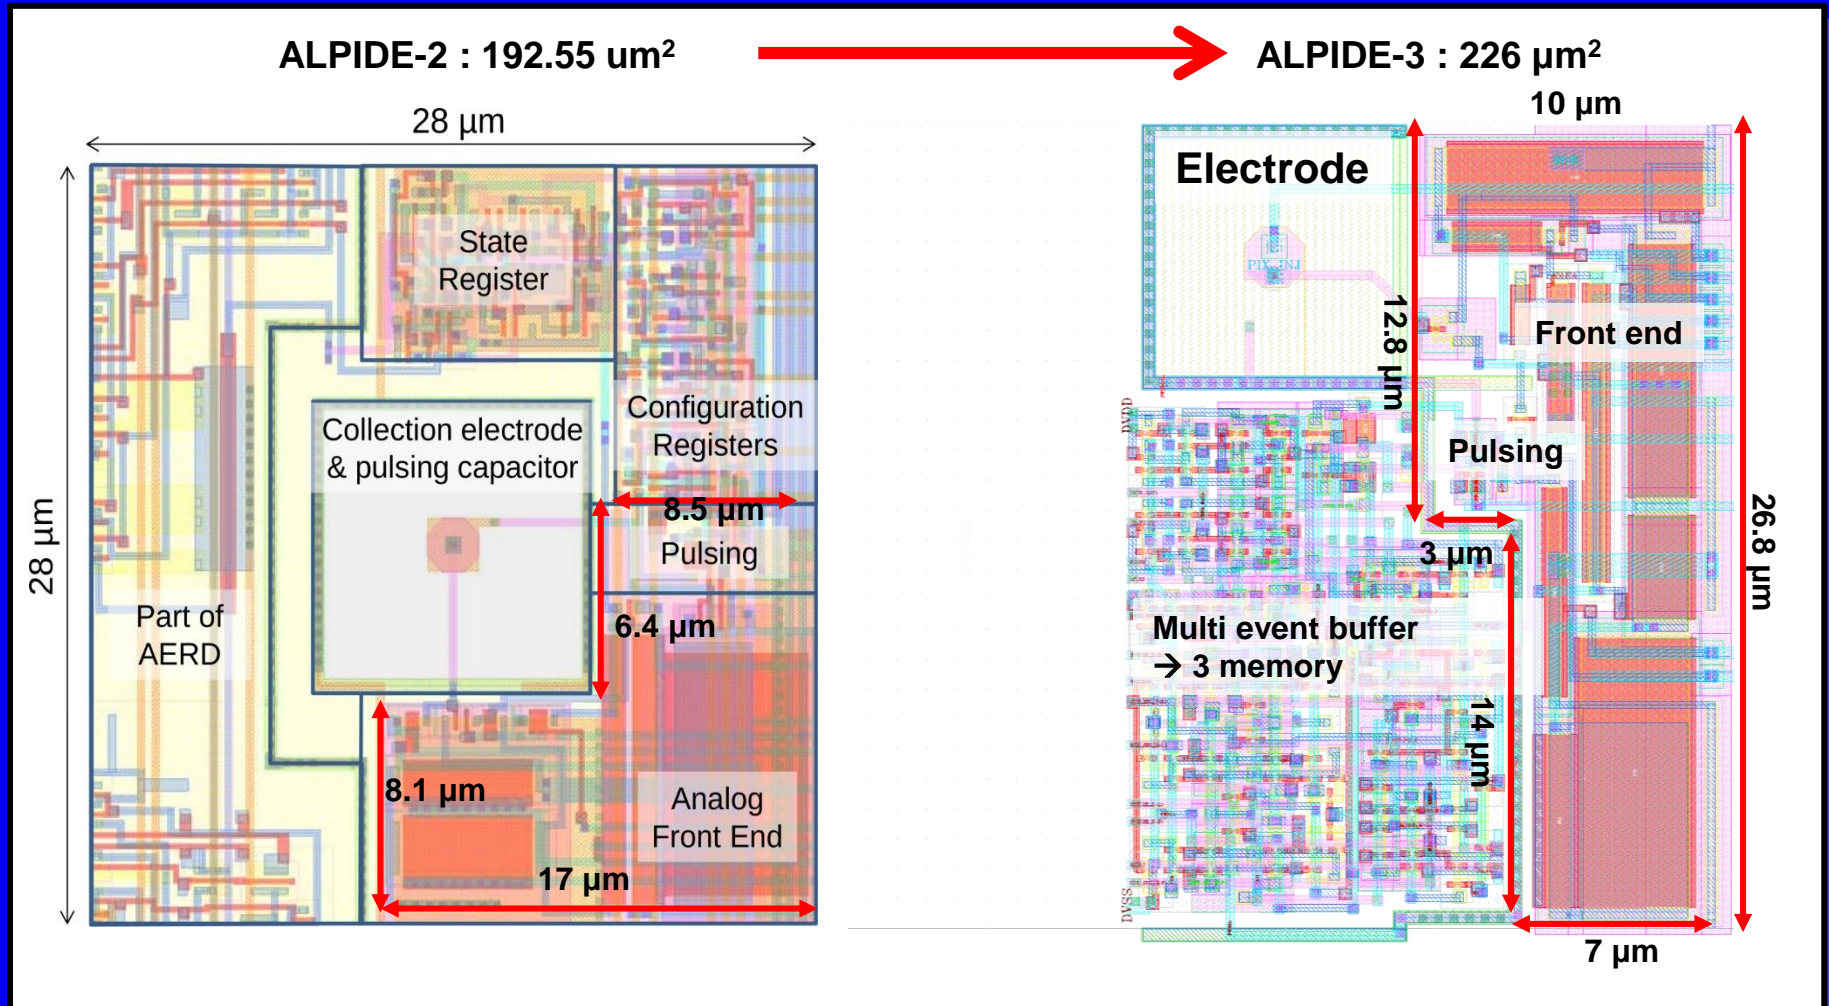 ALPIDE-2 : 192.55 um²
ALPIDE-3 : 226 µm²
28 µm
28 µm
State
Register
Configuration
Registers
Collection electrode
& pulsing capacitor
8.5 µm
Pulsing
6.4 µm
Part of
AERD
8.1 µm
Analog
Front End
17 µm
10 µm
Electrode
PIX_INJ
12.8 µm
Front end
DVDD
Pulsing
3 µm
26.8 µm
Multi event buffer
→ 3 memory
14 µm
DVSS
7 µm